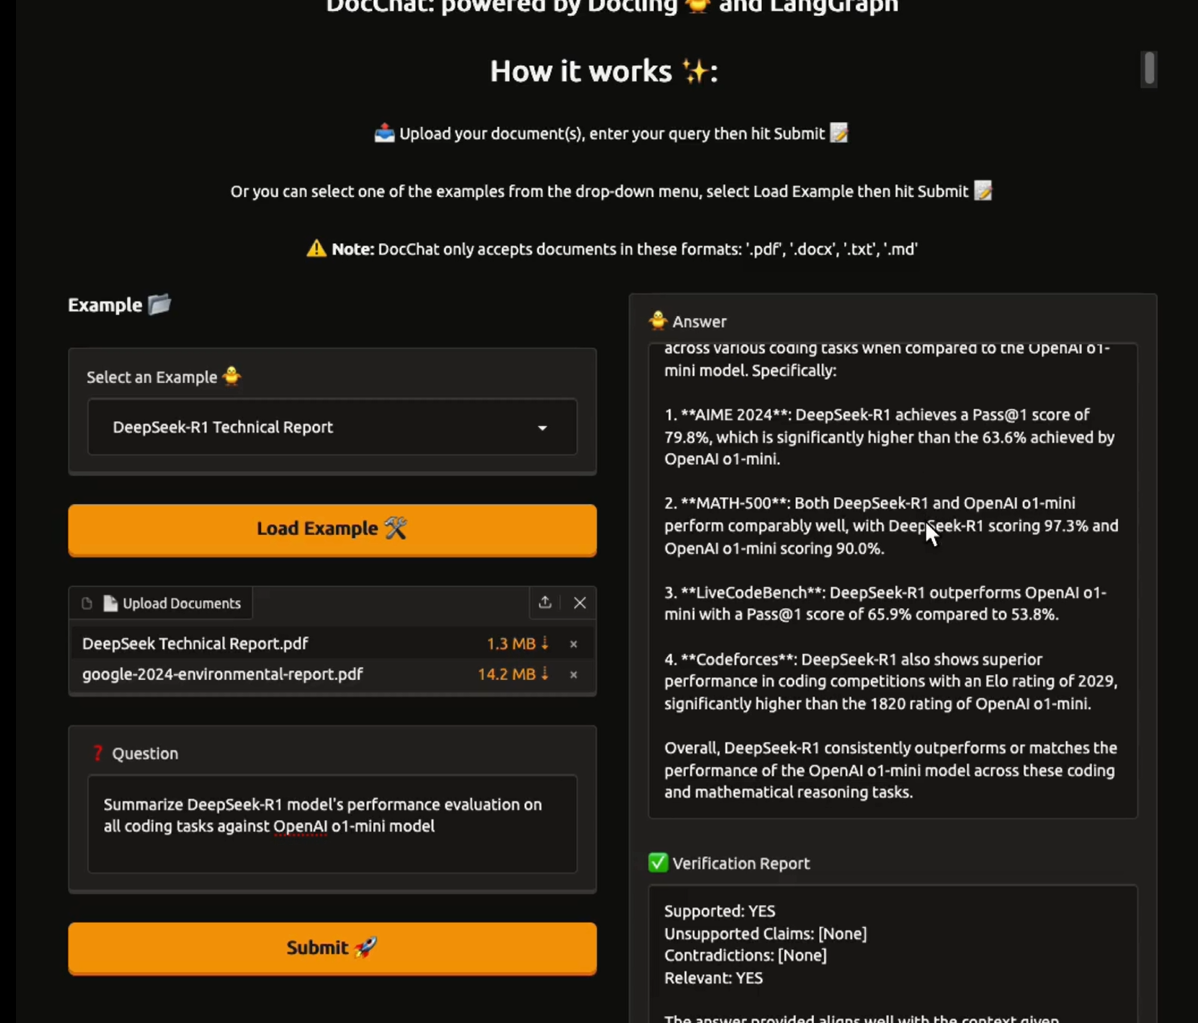 DocChat: powered by Docling 🐥 and LangGraph
How it works ✨:
📤 Upload your document(s), enter your query then hit Submit 📝
Or you can select one of the examples from the drop-down menu, select Load Example then hit Submit 📝
⚠️ Note: DocChat only accepts documents in these formats: '.pdf', '.docx', '.txt', '.md'
Example 📂
Select an Example 🐥
DeepSeek-R1 Technical Report
Load Example 🛠️
📄 Upload Documents
DeepSeek Technical Report.pdf 1.3 MB ⇣ ×
google-2024-environmental-report.pdf 14.2 MB ⇣ ×
❓ Question
Summarize DeepSeek-R1 model's performance evaluation on
all coding tasks against OpenAI o1-mini model
Submit 🚀
🐥 Answer
across various coding tasks when compared to the OpenAI o1-
mini model. Specifically:
1. **AIME 2024**: DeepSeek-R1 achieves a Pass@1 score of
79.8%, which is significantly higher than the 63.6% achieved by
OpenAI o1-mini.
2. **MATH-500**: Both DeepSeek-R1 and OpenAI o1-mini
perform comparably well, with DeepSeek-R1 scoring 97.3% and
OpenAI o1-mini scoring 90.0%.
3. **LiveCodeBench**: DeepSeek-R1 outperforms OpenAI o1-
mini with a Pass@1 score of 65.9% compared to 53.8%.
4. **Codeforces**: DeepSeek-R1 also shows superior
performance in coding competitions with an Elo rating of 2029,
significantly higher than the 1820 rating of OpenAI o1-mini.
Overall, DeepSeek-R1 consistently outperforms or matches the
performance of the OpenAI o1-mini model across these coding
and mathematical reasoning tasks.
✅ Verification Report
Supported: YES
Unsupported Claims: [None]
Contradictions: [None]
Relevant: YES
The answer provided aligns well with the context given